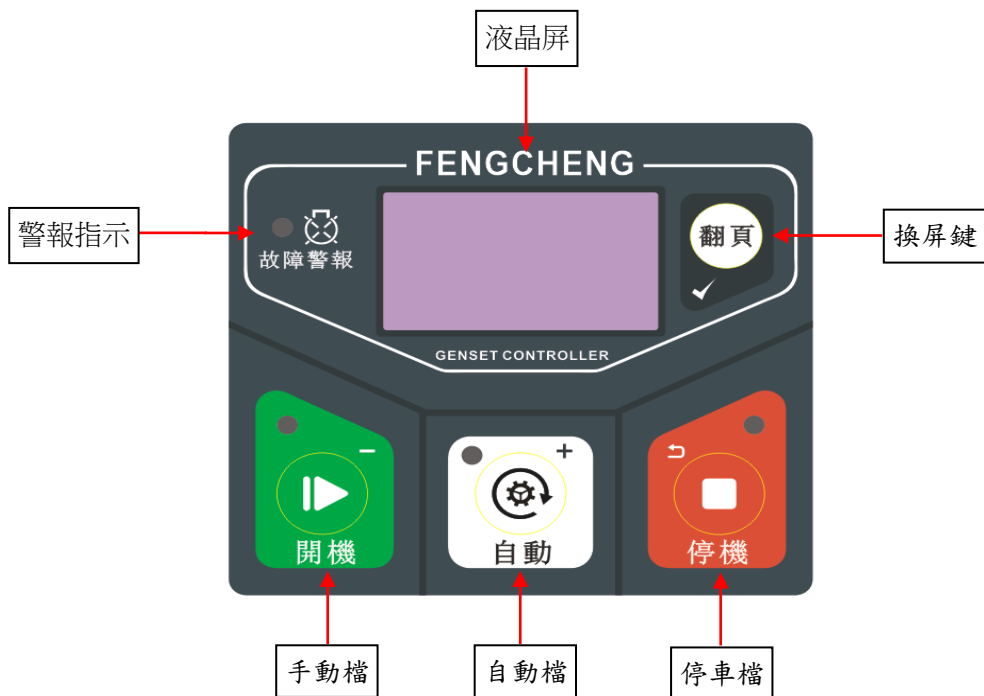 液晶屏
FENGCHENG
警報指示
故障警報
翻頁
換屏鍵
GENSET CONTROLLER
開機
自動
停機
手動檔
自動檔
停車檔